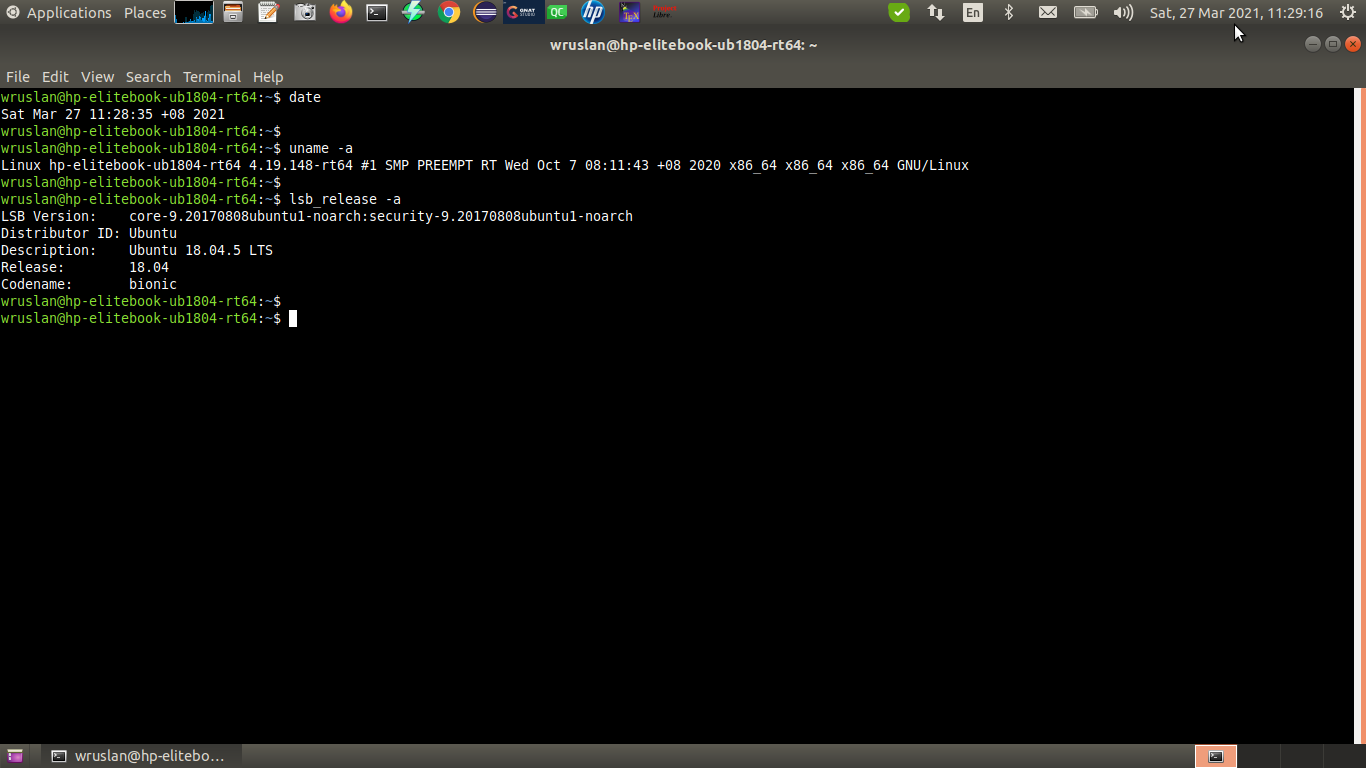 Applications Places GNAT STUDIO QC hp TEX En Sat, 27 Mar 2021, 11:29:16
wruslan@hp-elitebook-ub1804-rt64: ~
File Edit View Search Terminal Help
wruslan@hp-elitebook-ub1804-rt64:~$ date
Sat Mar 27 11:28:35 +08 2021
wruslan@hp-elitebook-ub1804-rt64:~$
wruslan@hp-elitebook-ub1804-rt64:~$ uname -a
Linux hp-elitebook-ub1804-rt64 4.19.148-rt64 #1 SMP PREEMPT RT Wed Oct 7 08:11:43 +08 2020 x86_64 x86_64 x86_64 GNU/Linux
wruslan@hp-elitebook-ub1804-rt64:~$
wruslan@hp-elitebook-ub1804-rt64:~$ lsb_release -a
LSB Version:    core-9.20170808ubuntu1-noarch:security-9.20170808ubuntu1-noarch
Distributor ID: Ubuntu
Description:    Ubuntu 18.04.5 LTS
Release:        18.04
Codename:       bionic
wruslan@hp-elitebook-ub1804-rt64:~$
wruslan@hp-elitebook-ub1804-rt64:~$
wruslan@hp-elitebo...